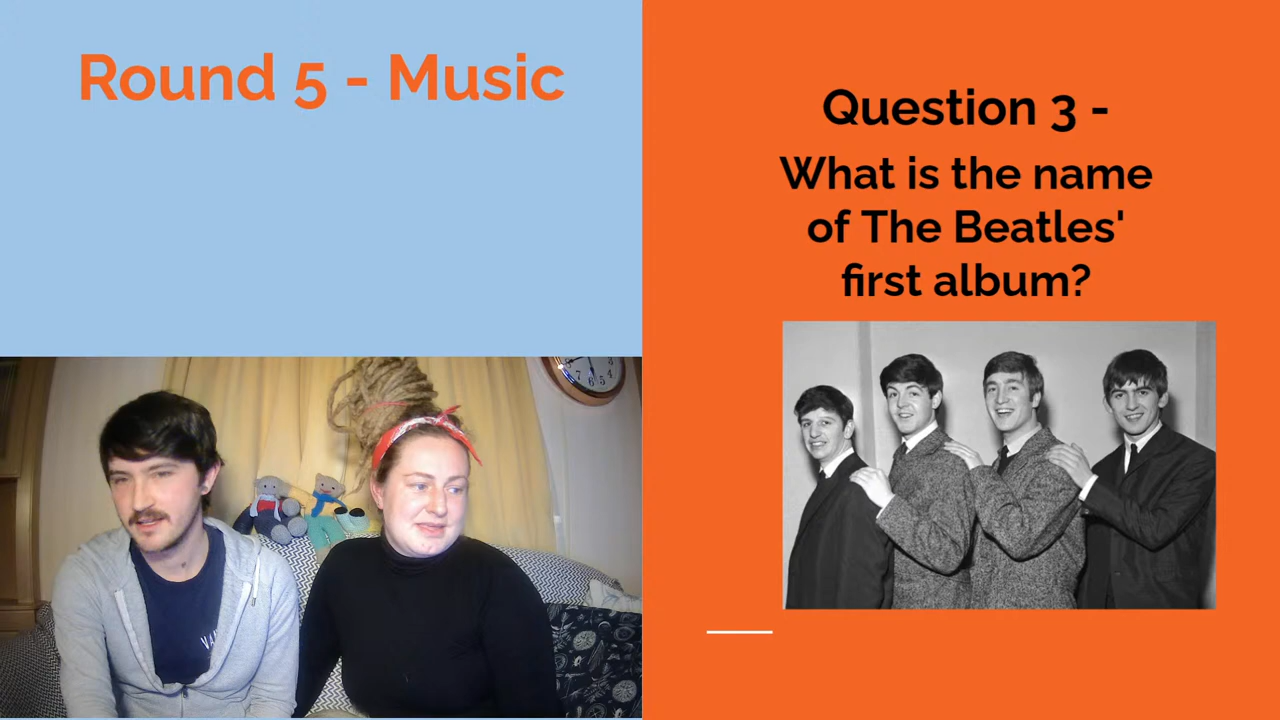 Round 5 - Music
Question 3 -
What is the name
of The Beatles'
first album?